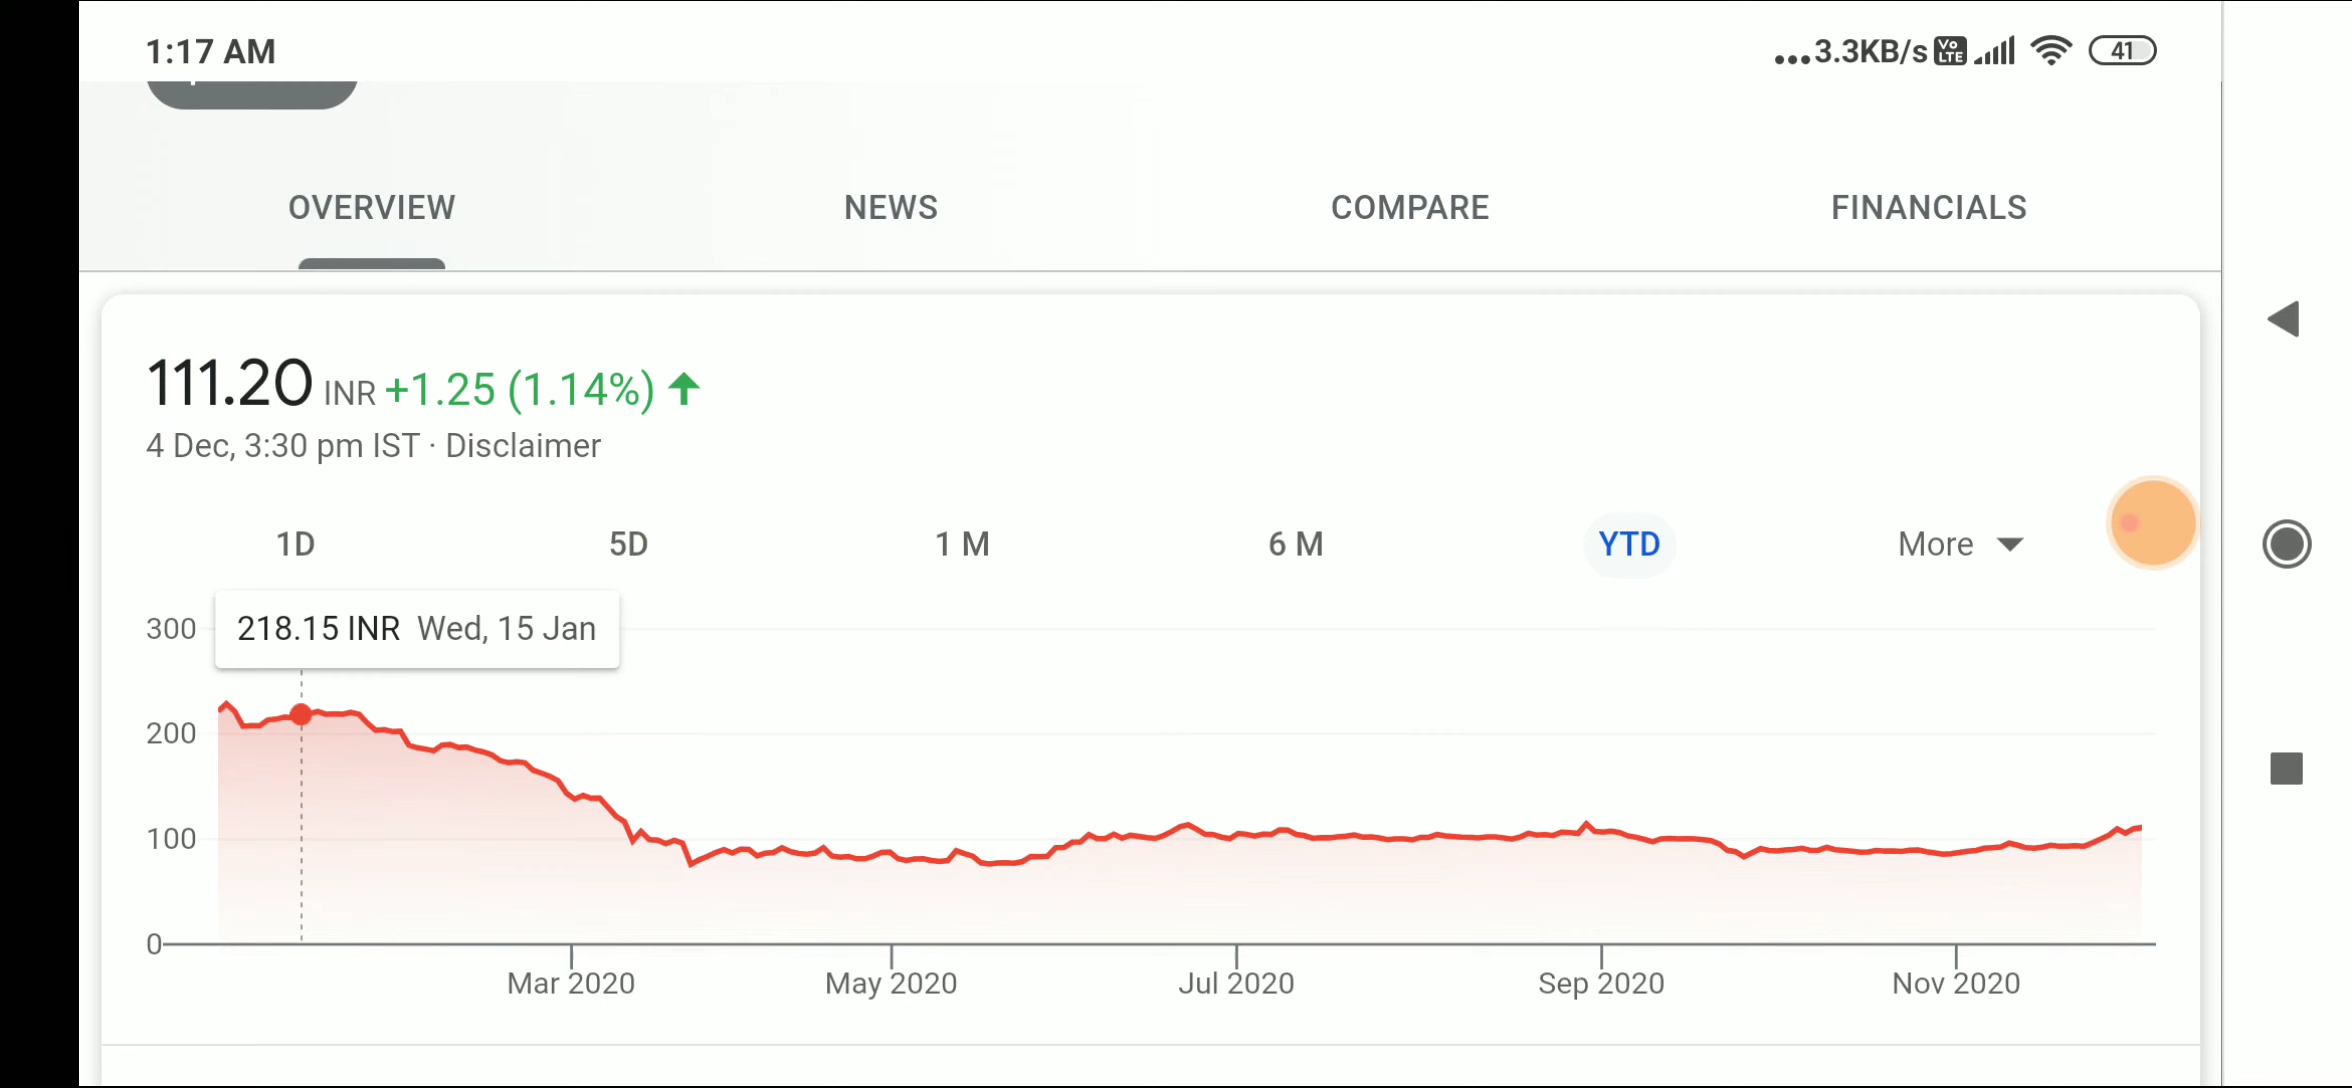 1:17 AM
...3.3KB/s Vo LTE 41
OVERVIEW NEWS COMPARE FINANCIALS
111.20 INR +1.25 (1.14%)
4 Dec, 3:30 pm IST · Disclaimer
1D 5D 1 M 6 M YTD More
218.15 INR Wed, 15 Jan
300
200
100
0
Mar 2020 May 2020 Jul 2020 Sep 2020 Nov 2020